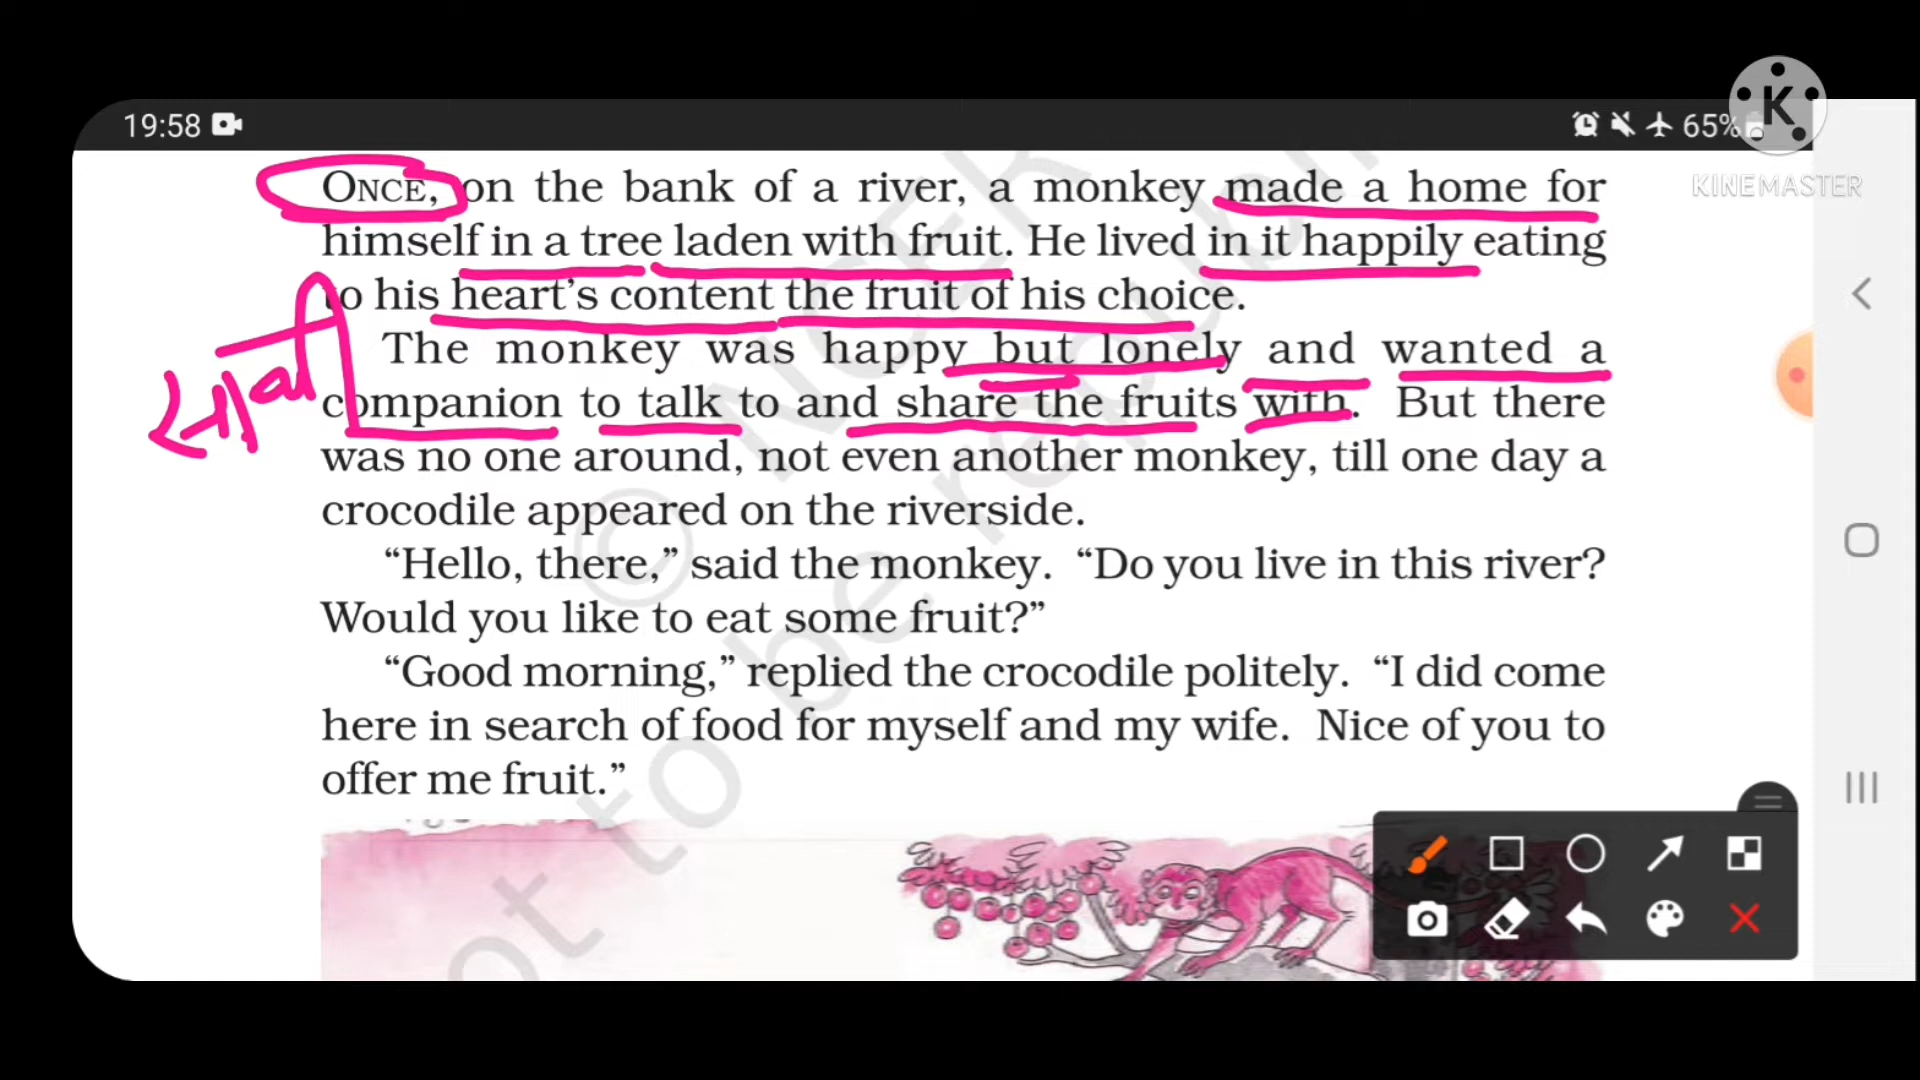 19:58
65%
K
KINEMASTER
ONCE, on the bank of a river, a monkey made a home for
himself in a tree laden with fruit. He lived in it happily eating
to his heart's content the fruit of his choice.
The monkey was happy but lonely and wanted a
साथी
companion to talk to and share the fruits with. But there
was no one around, not even another monkey, till one day a
crocodile appeared on the riverside.
“Hello, there,” said the monkey. “Do you live in this river?
Would you like to eat some fruit?”
“Good morning,” replied the crocodile politely. “I did come
here in search of food for myself and my wife. Nice of you to
offer me fruit.”
© NCER
not to be republ